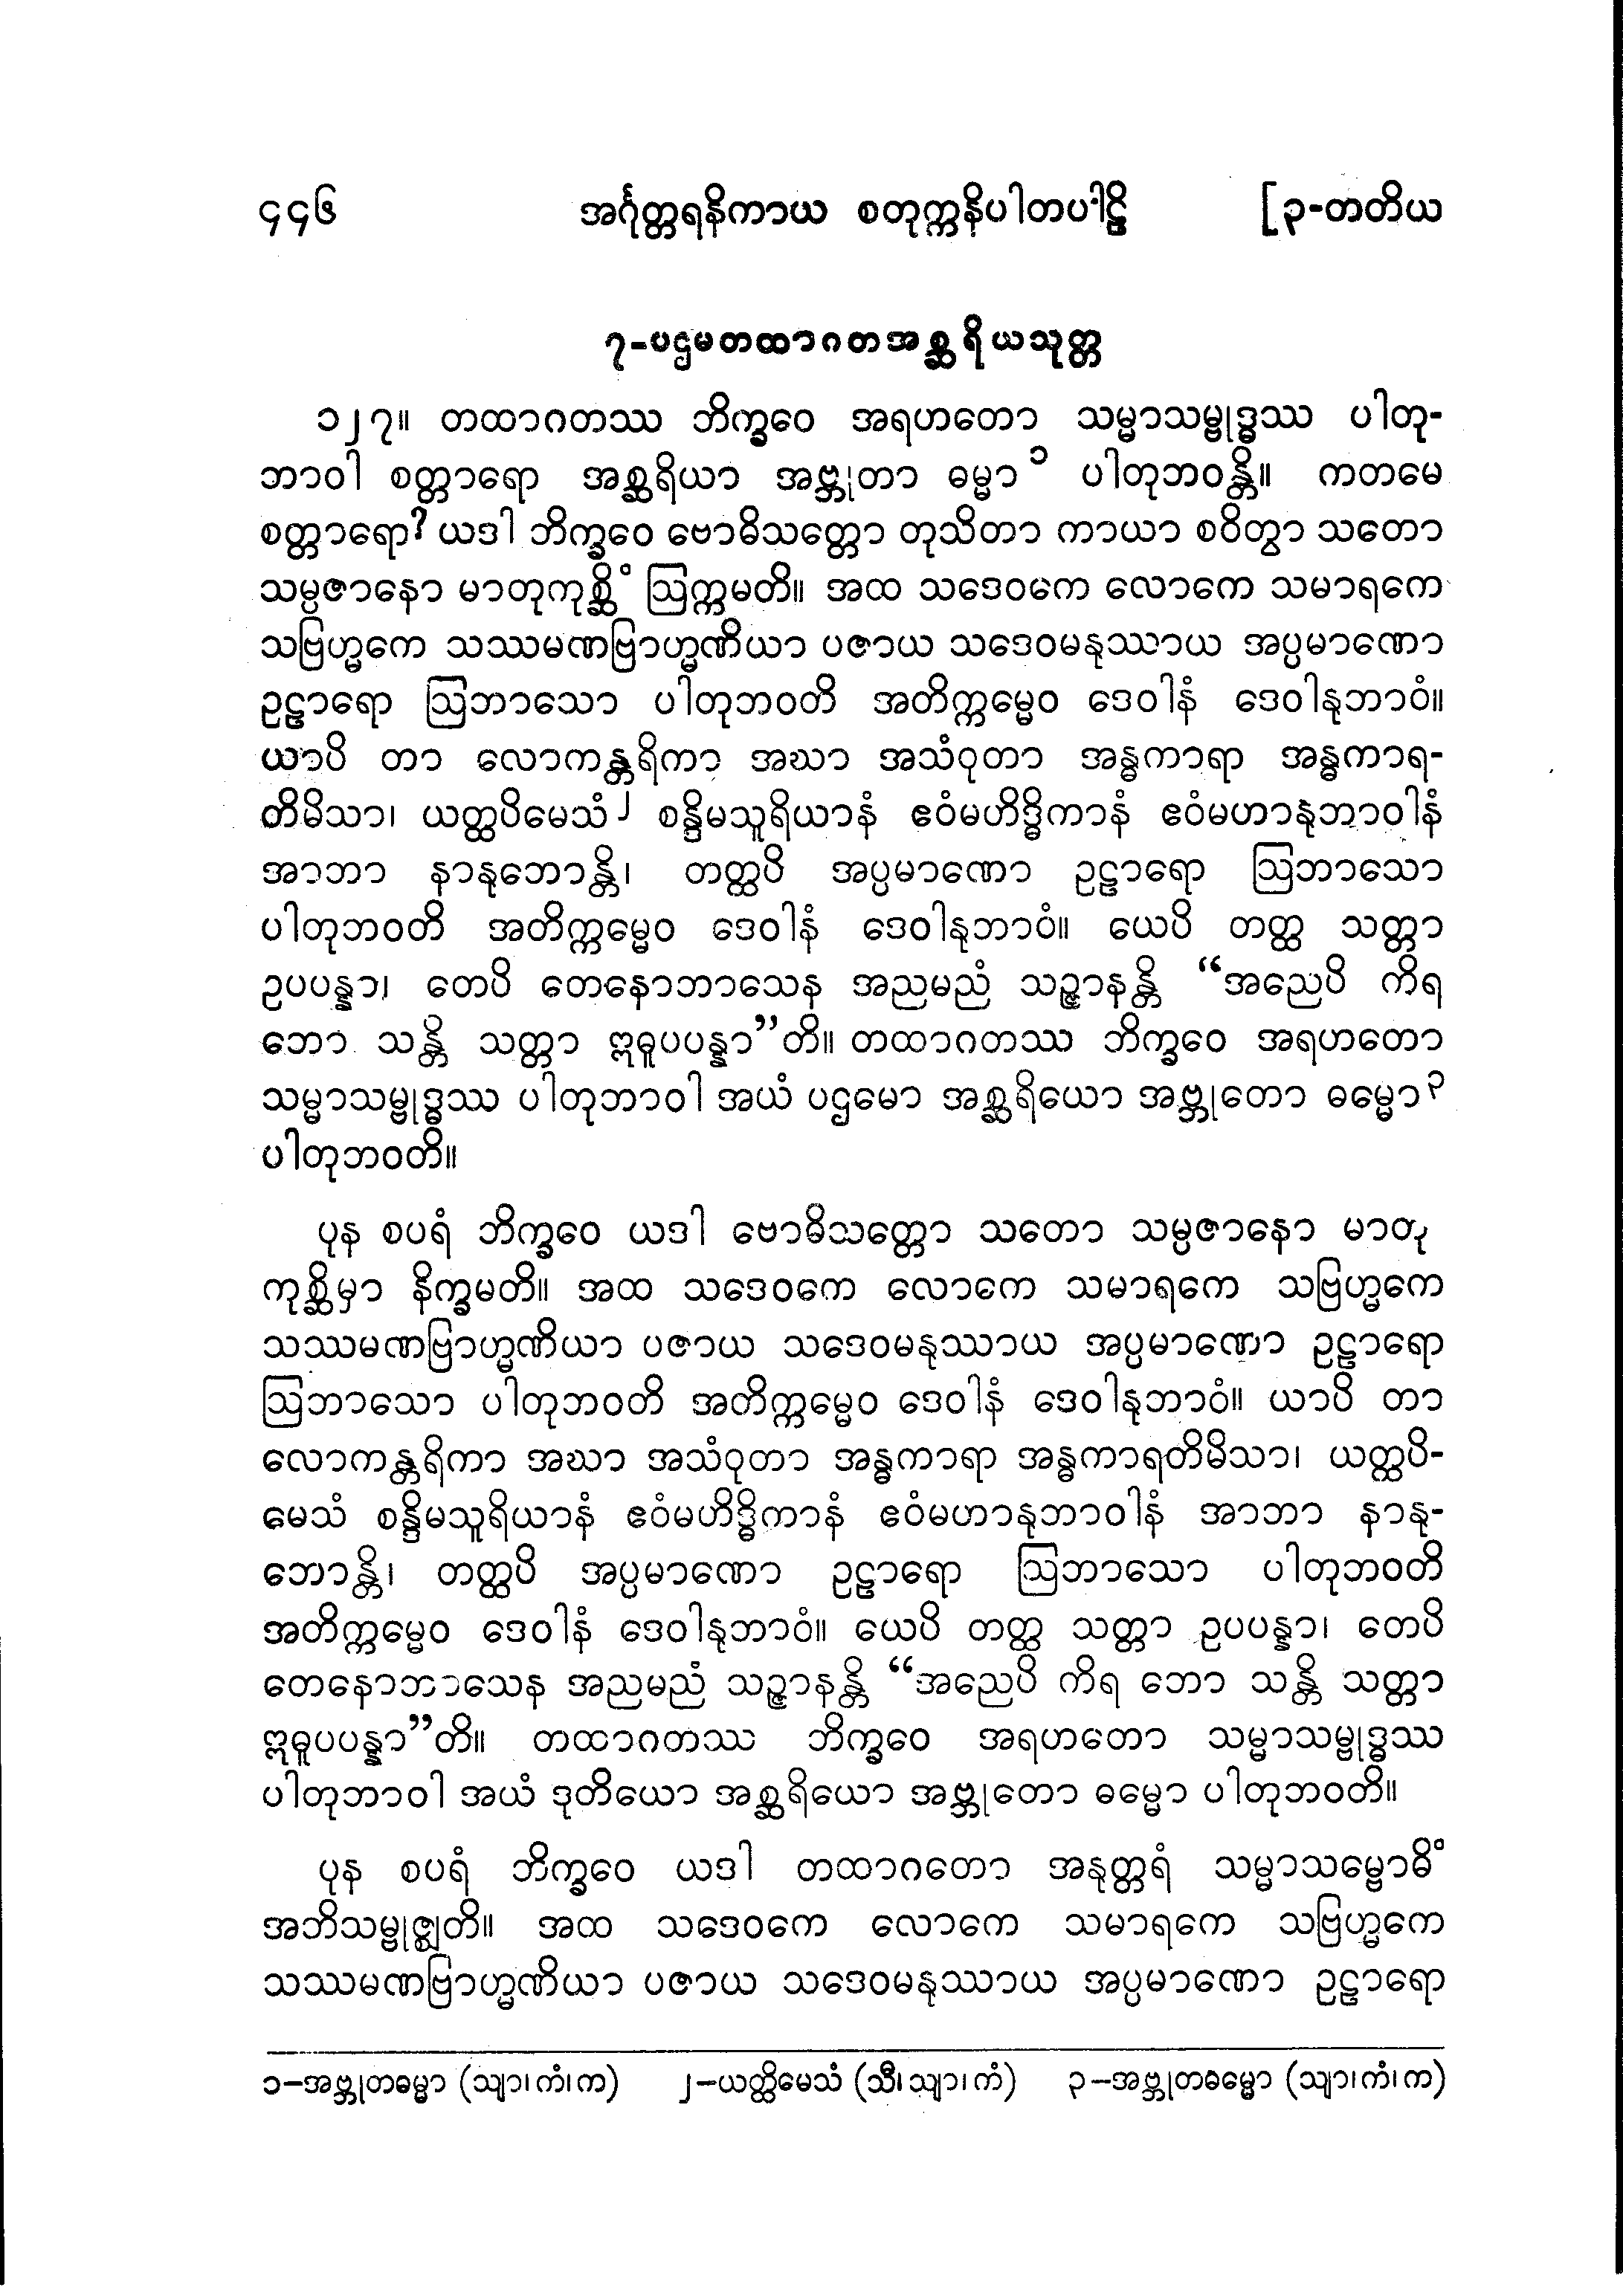 ၄၄၆ အင်္ဂုတ္တရနိကာယ စတုက္ကနိပါတပါဠိ [၃-တတိယ
၇-ပဌမတထာဂတအစ္ဆရိယသုတ္တ
၁၂၇။ တထာဂတဿ ဘိက္ခဝေ အရဟတော သမ္မာသမ္ဗုဒ္ဓဿ ပါတု-
ဘာဝါ စတ္တာရော အစ္ဆရိယာ အဗ္ဘုတာ ဓမ္မာ ၁ ပါတုဘဝန္တိ။ ကတမေ
စတ္တာရော? ယဒါ ဘိက္ခဝေ ဗောဓိသတ္တော တုသိတာ ကာယာ စဝိတွာ သတော
သမ္ပဇာနော မာတုကုစ္ဆိံ ဩက္ကမတိ။ အထ သဒေဝကေ လောကေ သမာရကေ
သဗြဟ္မကေ သဿမဏဗြာဟ္မဏိယာ ပဇာယ သဒေဝမနုဿာယ အပ္ပမာဏော
ဥဠာရော ဩဘာသော ပါတုဘဝတိ အတိက္ကမ္မေဝ ဒေဝါနံ ဒေဝါနုဘာဝံ။
ယာပိ တာ လောကန္တရိကာ အဃာ အသံဝုတာ အန္ဓကာရာ အန္ဓကာရ-
တိမိသာ၊ ယတ္ထပိမေသံ ၂ စန္ဒိမသူရိယာနံ ဧဝံမဟိဒ္ဓိကာနံ ဧဝံမဟာနုဘာဝါနံ
အာဘာ နာနုဘောန္တိ၊ တတ္ထပိ အပ္ပမာဏော ဥဠာရော ဩဘာသော
ပါတုဘဝတိ အတိက္ကမ္မေဝ ဒေဝါနံ ဒေဝါနုဘာဝံ။ ယေပိ တတ္ထ သတ္တာ
ဥပပန္နာ၊ တေပိ တေနောဘာသေန အညမညံ သဉ္ဇာနန္တိ “အညေပိ ကိရ
ဘော သန္တိ သတ္တာ ဣဓူပပန္နာ”တိ။ တထာဂတဿ ဘိက္ခဝေ အရဟတော
သမ္မာသမ္ဗုဒ္ဓဿ ပါတုဘာဝါ အယံ ပဌမော အစ္ဆရိယော အဗ္ဘုတော ဓမ္မော ၃
ပါတုဘဝတိ။
ပုန စပရံ ဘိက္ခဝေ ယဒါ ဗောဓိသတ္တော သတော သမ္ပဇာနော မာတု
ကုစ္ဆိမှာ နိက္ခမတိ။ အထ သဒေဝကေ လောကေ သမာရကေ သဗြဟ္မကေ
သဿမဏဗြာဟ္မဏိယာ ပဇာယ သဒေဝမနုဿာယ အပ္ပမာဏော ဥဠာရော
ဩဘာသော ပါတုဘဝတိ အတိက္ကမ္မေဝ ဒေဝါနံ ဒေဝါနုဘာဝံ။ ယာပိ တာ
လောကန္တရိကာ အဃာ အသံဝုတာ အန္ဓကာရာ အန္ဓကာရတိမိသာ၊ ယတ္ထပိ-
မေသံ စန္ဒိမသူရိယာနံ ဧဝံမဟိဒ္ဓိကာနံ ဧဝံမဟာနုဘာဝါနံ အာဘာ နာနု-
ဘောန္တိ၊ တတ္ထပိ အပ္ပမာဏော ဥဠာရော ဩဘာသော ပါတုဘဝတိ
အတိက္ကမ္မေဝ ဒေဝါနံ ဒေဝါနုဘာဝံ။ ယေပိ တတ္ထ သတ္တာ ဥပပန္နာ၊ တေပိ
တေနောဘာသေန အညမညံ သဉ္ဇာနန္တိ “အညေပိ ကိရ ဘော သန္တိ သတ္တာ
ဣဓူပပန္နာ”တိ။ တထာဂတဿ ဘိက္ခဝေ အရဟတော သမ္မာသမ္ဗုဒ္ဓဿ
ပါတုဘာဝါ အယံ ဒုတိယော အစ္ဆရိယော အဗ္ဘုတော ဓမ္မော ပါတုဘဝတိ။
ပုန စပရံ ဘိက္ခဝေ ယဒါ တထာဂတော အနုတ္တရံ သမ္မာသမ္ဗောဓိံ
အဘိသမ္ဗုဇ္ဈတိ။ အထ သဒေဝကေ လောကေ သမာရကေ သဗြဟ္မကေ
သဿမဏဗြာဟ္မဏိယာ ပဇာယ သဒေဝမနုဿာယ အပ္ပမာဏော ဥဠာရော
၁–အဗ္ဘုတဓမ္မာ (သျာ၊ကံ၊က) ၂–ယတ္ထိမေသံ (သီ၊သျာ၊ကံ) ၃–အဗ္ဘုတဓမ္မော (သျာ၊ကံ၊က)